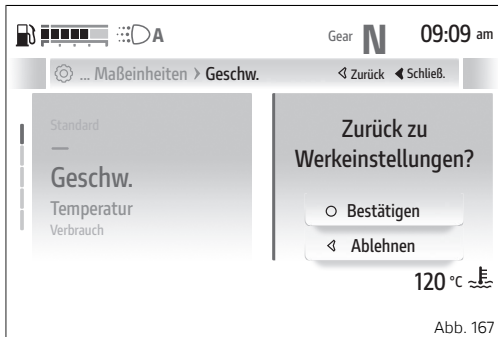 A Gear N 09:09 am
... Maßeinheiten › Geschw. Zurück Schließ.
Standard
—
Geschw.
Temperatur
Verbrauch
Zurück zu
Werkeinstellungen?
Bestätigen
Ablehnen
120 °C
Abb. 167